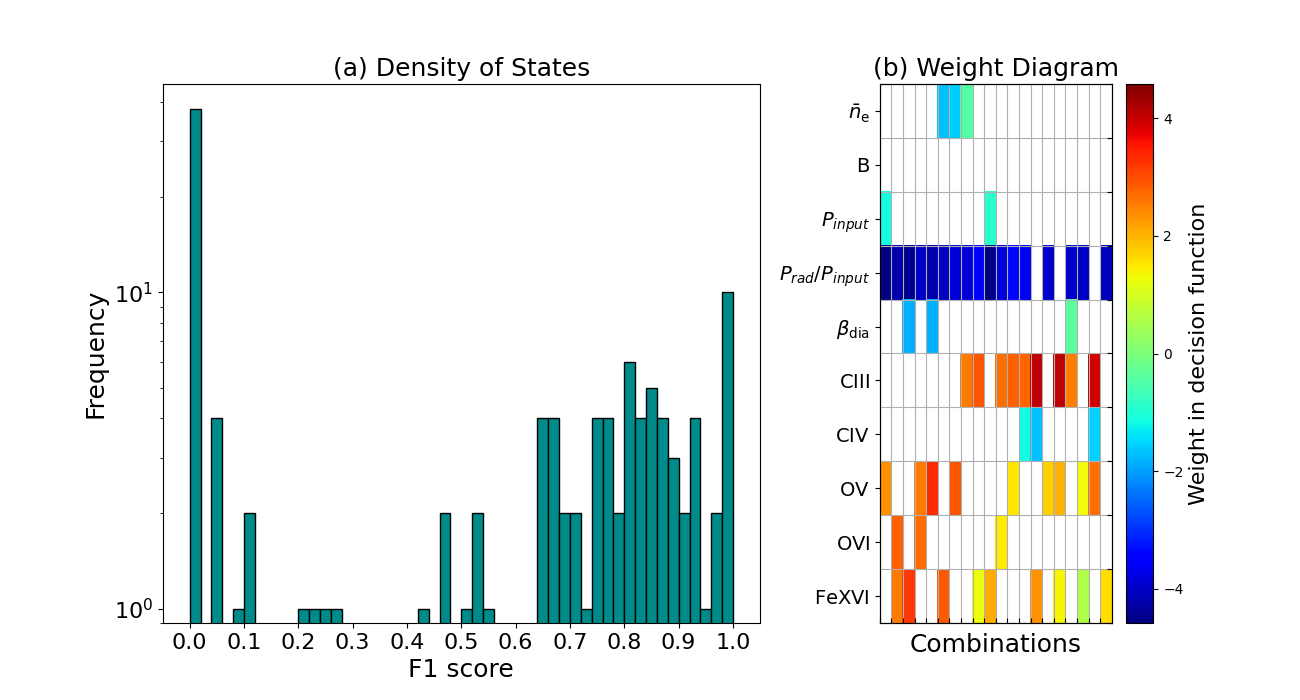 (a) Density of States
Frequency
10¹
10⁰
0.0 0.1 0.2 0.3 0.4 0.5 0.6 0.7 0.8 0.9 1.0
F1 score
(b) Weight Diagram
n̄e
B
Pinput
Prad/Pinput
βdia
CIII
CIV
OV
OVI
FeXVI
Combinations
4
2
0
−2
−4
Weight in decision function